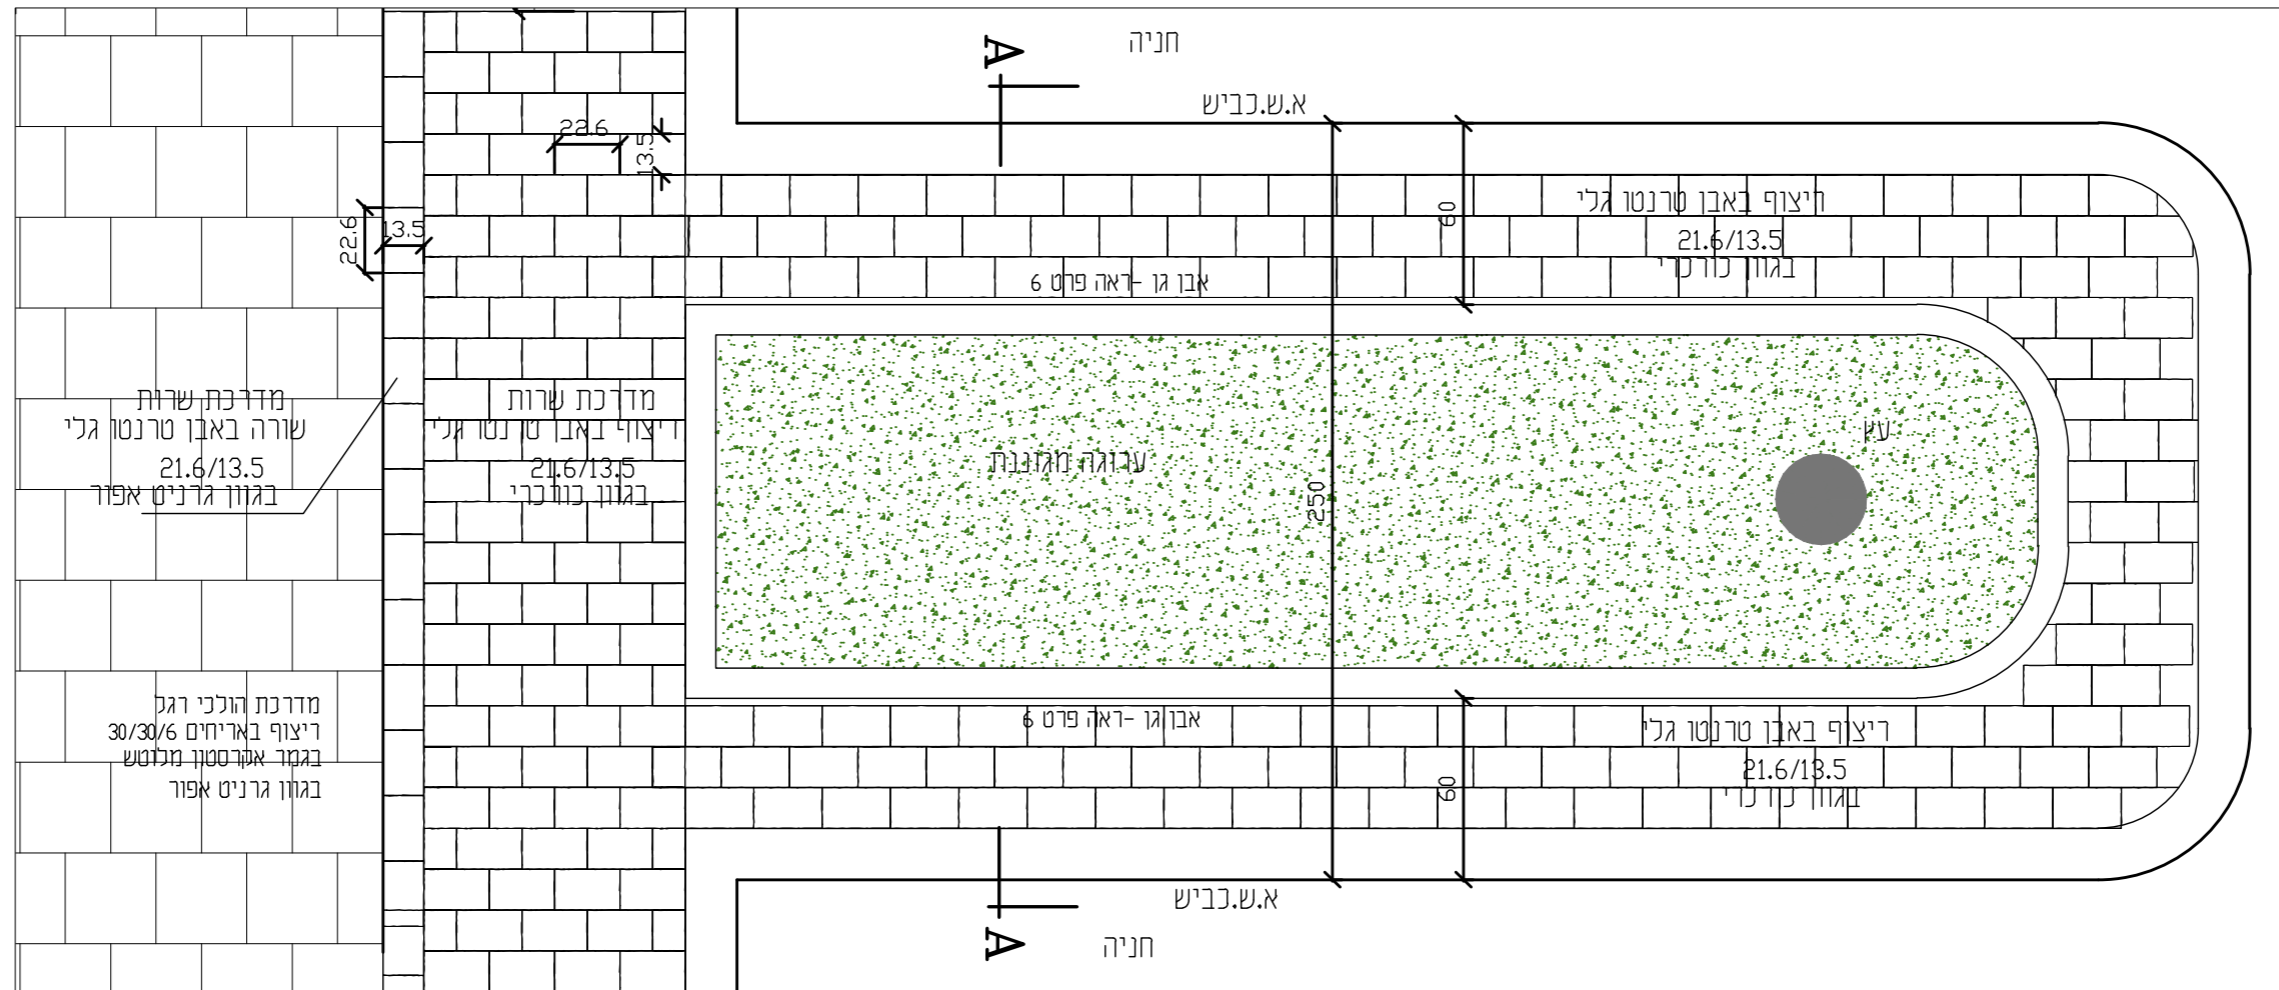 A
חניה
א.ש.כביש
22.6
13.5
22.6
13.5
60
ריצוף באבן טרנטו גלי
21.6/13.5
בגוון כורכרי
אבן גן -ראה פרט 6
מדרכת שרות
שורה באבן טרנטו גלי
21.6/13.5
בגוון גרניט אפור
מדרכת שרות
ריצוף באבן טרנטו גלי
21.6/13.5
בגוון כורכרי
ערוגה מגוננת
250
עץ
מדרכת הולכי רגל
ריצוף באריחים 30/30/6
בגמר אקרסטון מלוטש
בגוון גרניט אפור
אבן גן -ראה פרט 6
60
ריצוף באבן טרנטו גלי
21.6/13.5
בגוון כורכרי
א.ש.כביש
A
חניה